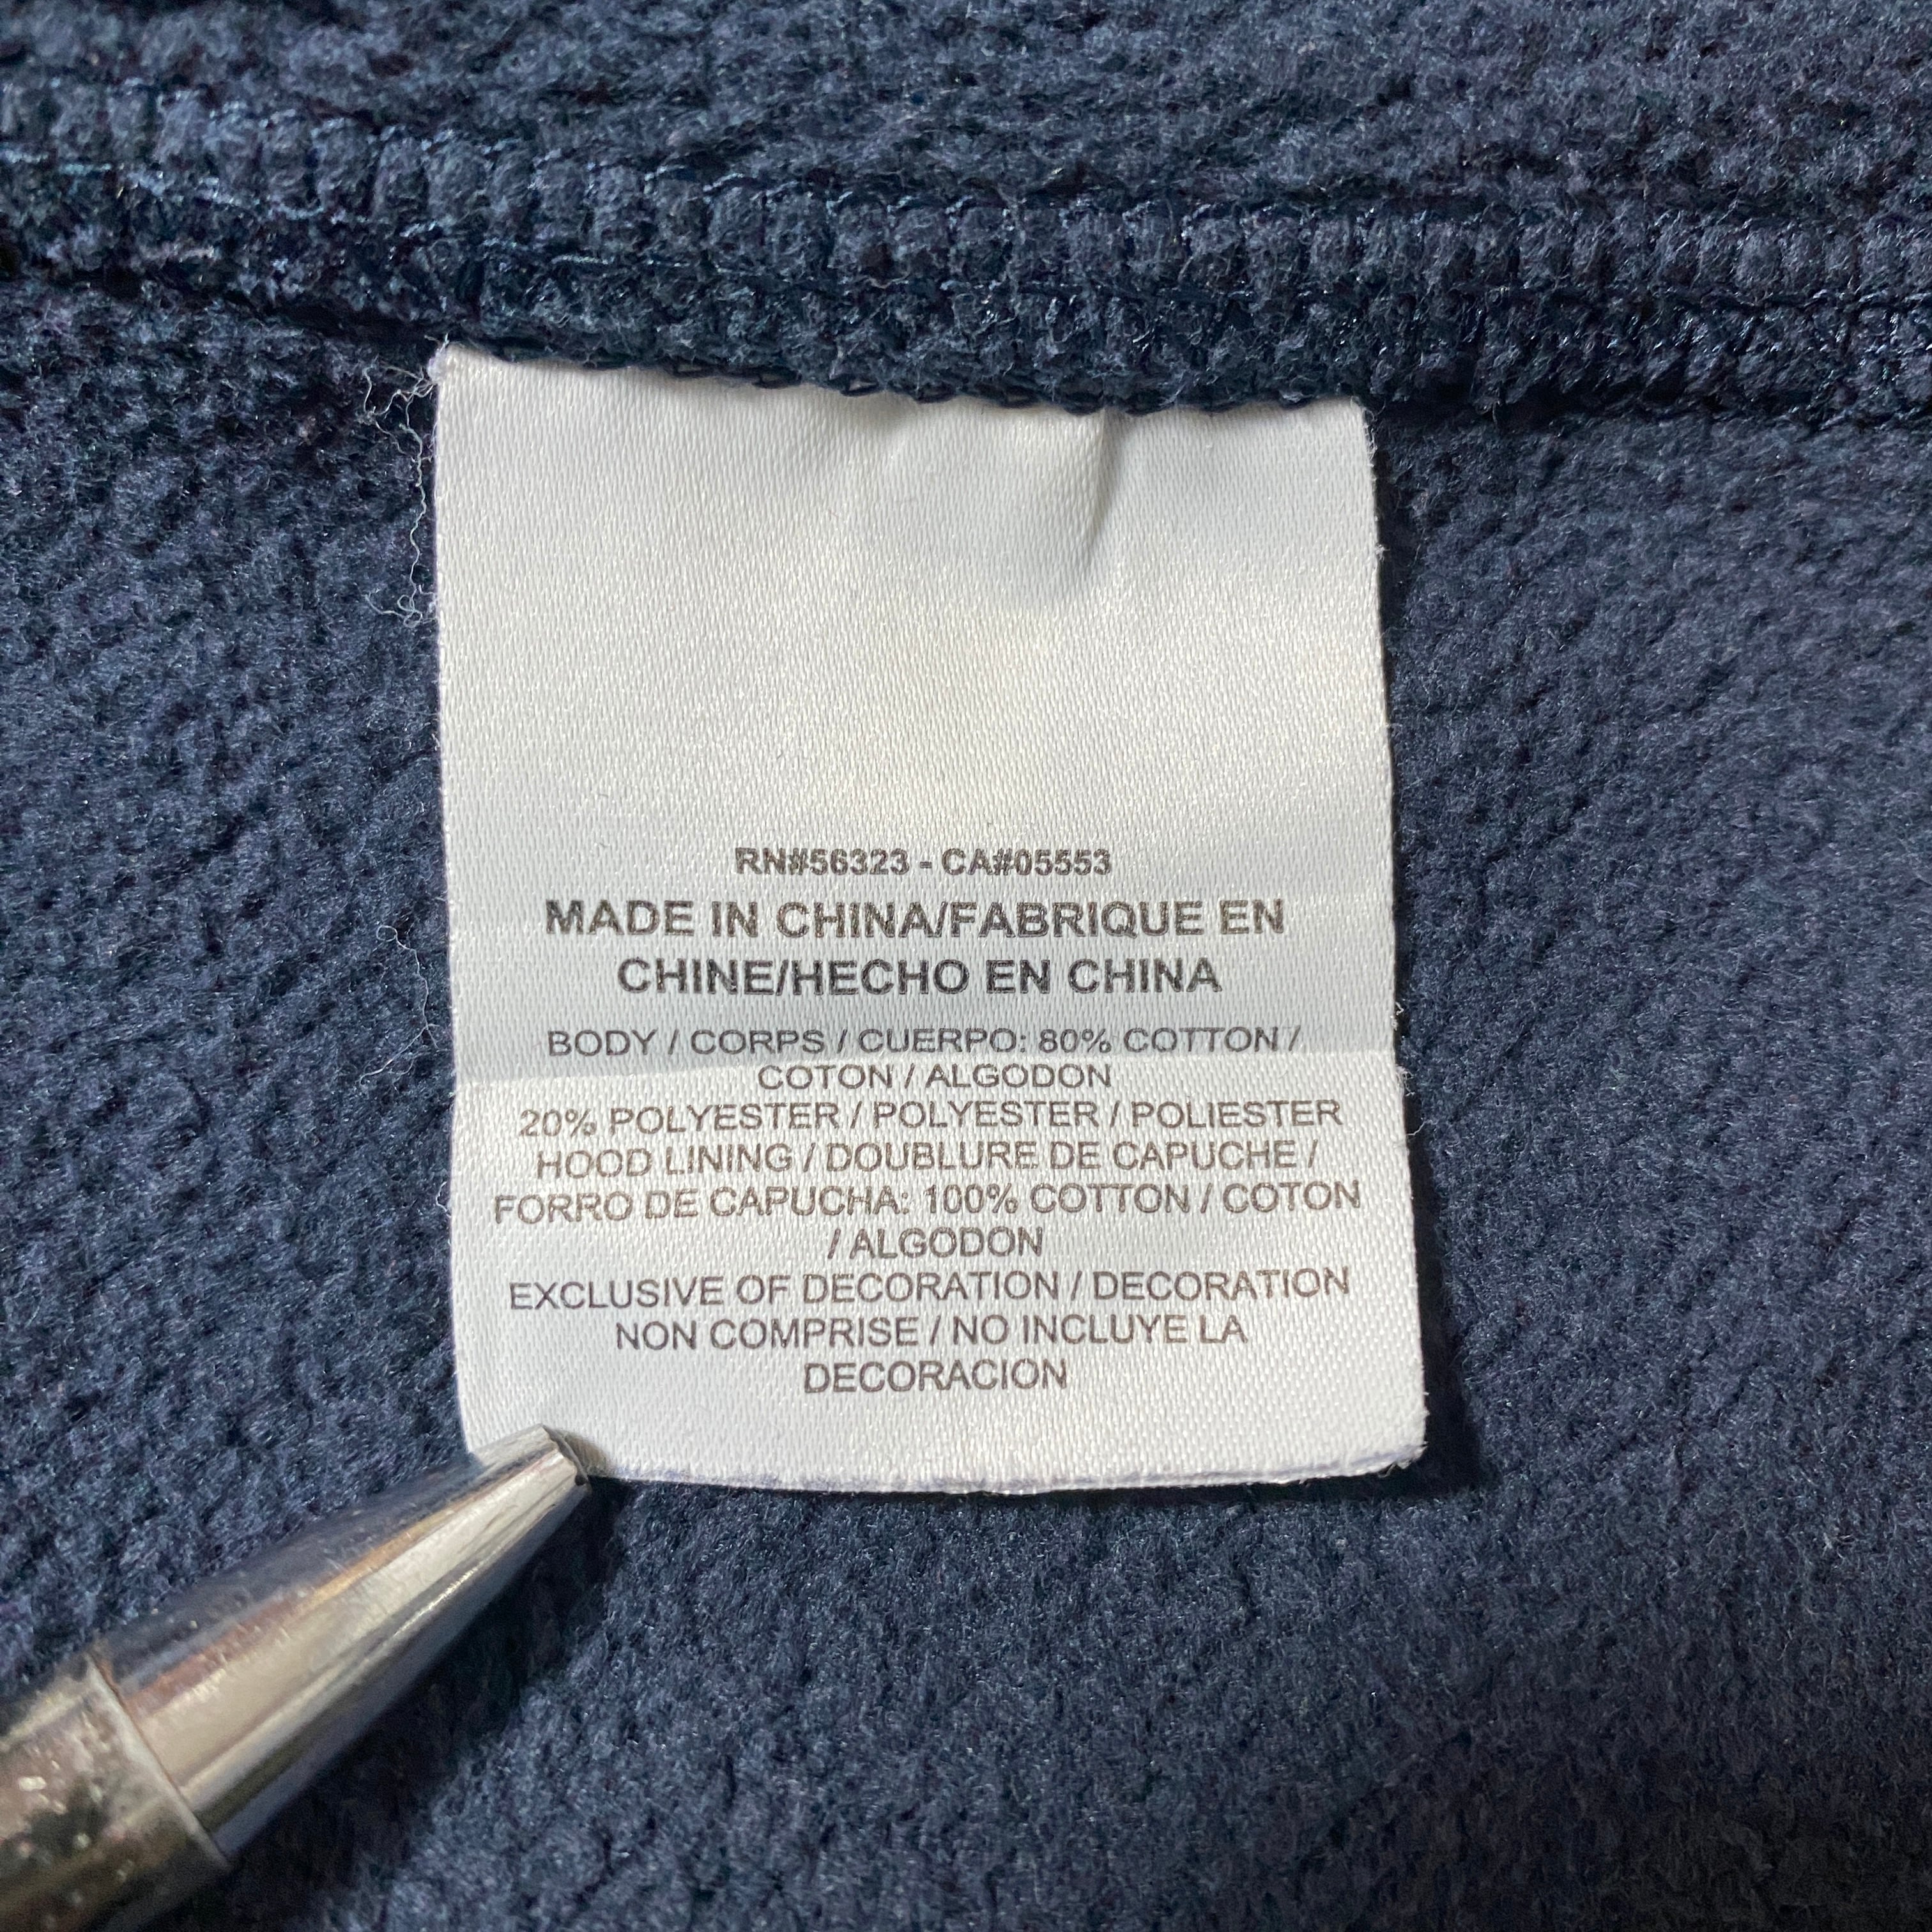 RN#56323 - CA#05553
MADE IN CHINA/FABRIQUE EN
CHINE/HECHO EN CHINA
BODY / CORPS / CUERPO: 80% COTTON /
COTON / ALGODON
20% POLYESTER / POLYESTER / POLIESTER
HOOD LINING / DOUBLURE DE CAPUCHE /
FORRO DE CAPUCHA: 100% COTTON / COTON
/ ALGODON
EXCLUSIVE OF DECORATION / DECORATION
NON COMPRISE / NO INCLUYE LA
DECORACION